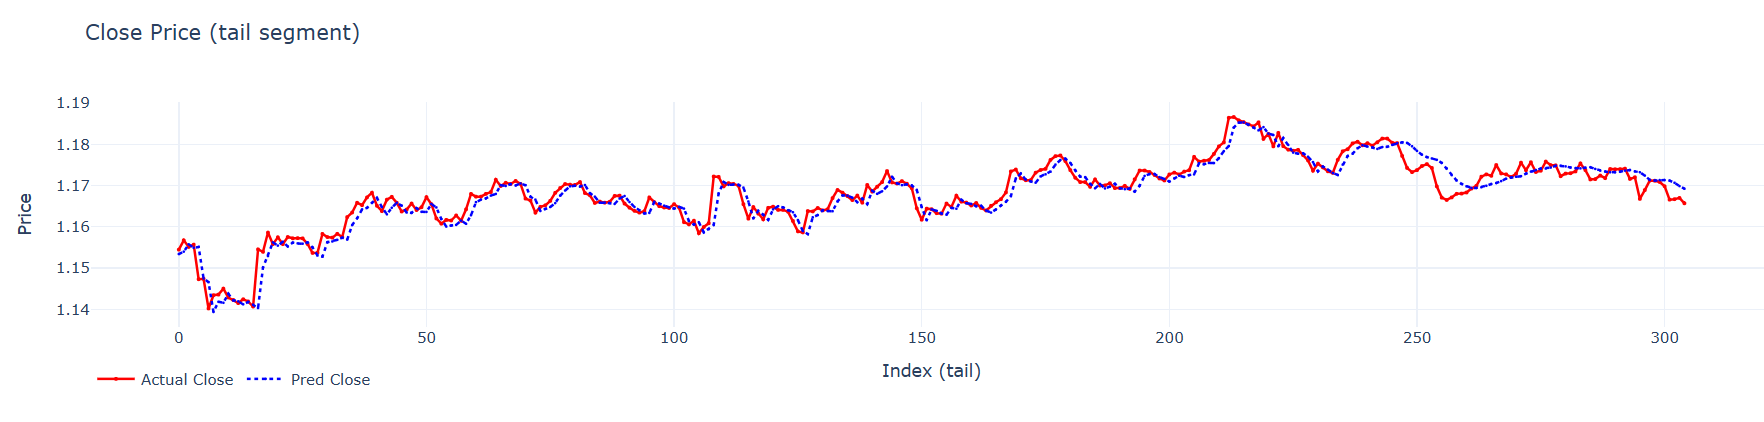 Close Price (tail segment)
1.19
1.18
1.17
1.16
1.15
1.14
Price
0 50 100 150 200 250 300
Index (tail)
Actual Close Pred Close